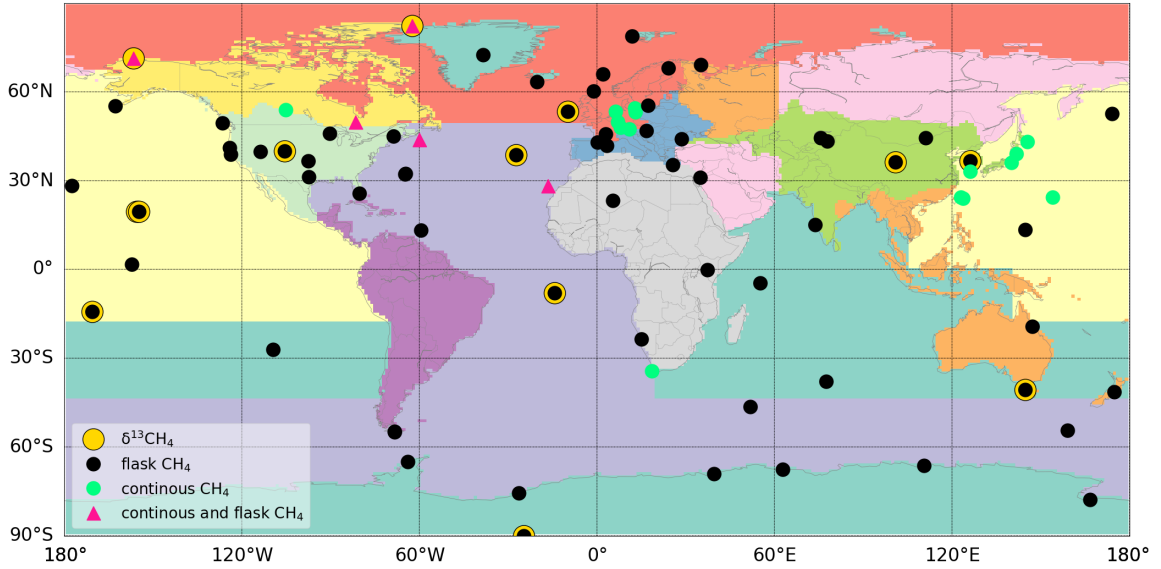 60°N
30°N
0°
30°S
60°S
90°S
δ¹³CH₄
flask CH₄
continous CH₄
continous and flask CH₄
180° 120°W 60°W 0° 60°E 120°E 180°